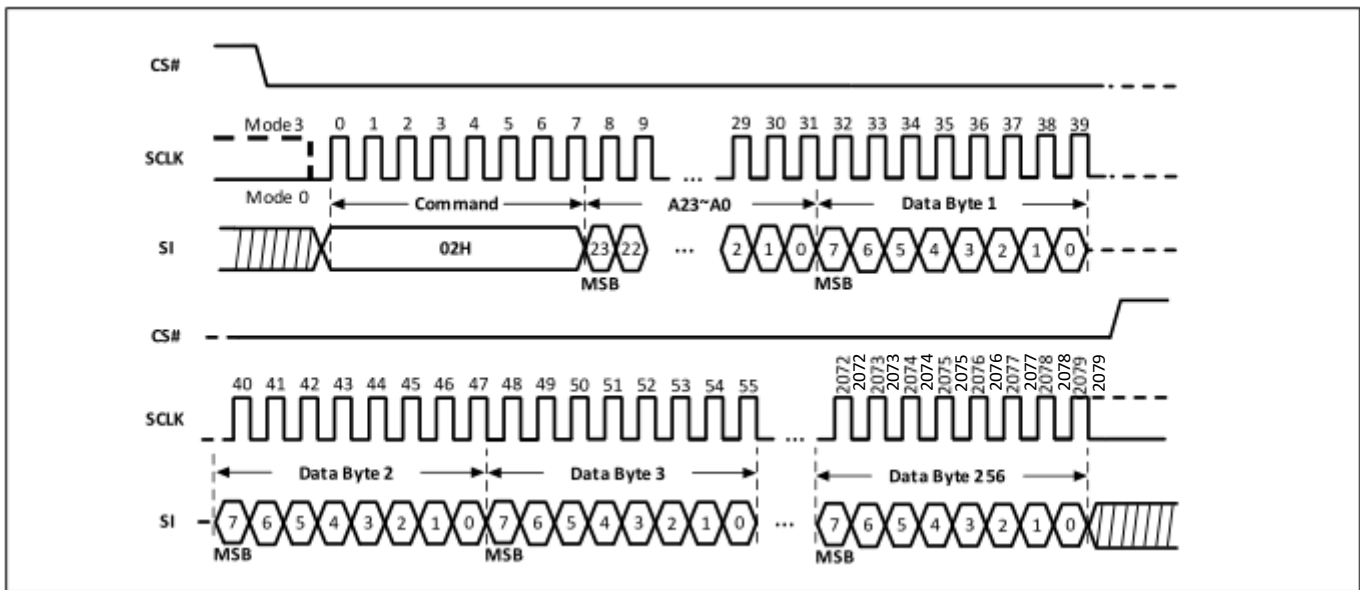 CS#
Mode 3 0 1 2 3 4 5 6 7 8 9 29 30 31 32 33 34 35 36 37 38 39
SCLK ...
Mode 0 Command A23~A0 Data Byte 1
SI 02H 23 22 ... 2 1 0 7 6 5 4 3 2 1 0
MSB MSB
CS#
40 41 42 43 44 45 46 47 48 49 50 51 52 53 54 55 2072 2072 2073 2073 2074 2074 2075 2075 2076 2076 2077 2077 2078 2078 2079 2079
SCLK ...
Data Byte 2 Data Byte 3 Data Byte 256
SI 7 6 5 4 3 2 1 0 7 6 5 4 3 2 1 0 ... 7 6 5 4 3 2 1 0
MSB MSB MSB